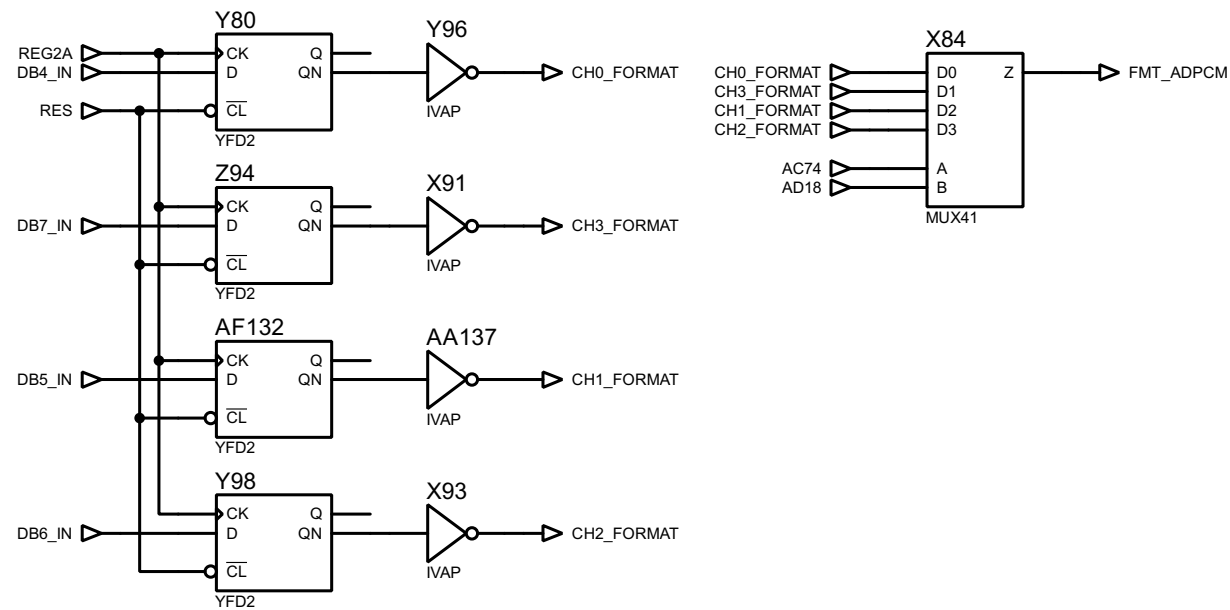 Y80
REG2A
DB4_IN
RES
CK
D
CL
Q
QN
YFD2
Y96
IVAP
CH0_FORMAT
Z94
DB7_IN
CK
D
CL
Q
QN
YFD2
X91
IVAP
CH3_FORMAT
AF132
DB5_IN
CK
D
CL
Q
QN
YFD2
AA137
IVAP
CH1_FORMAT
Y98
DB6_IN
CK
D
CL
Q
QN
YFD2
X93
IVAP
CH2_FORMAT
X84
CH0_FORMAT
CH3_FORMAT
CH1_FORMAT
CH2_FORMAT
AC74
AD18
D0
D1
D2
D3
A
B
Z
MUX41
FMT_ADPCM